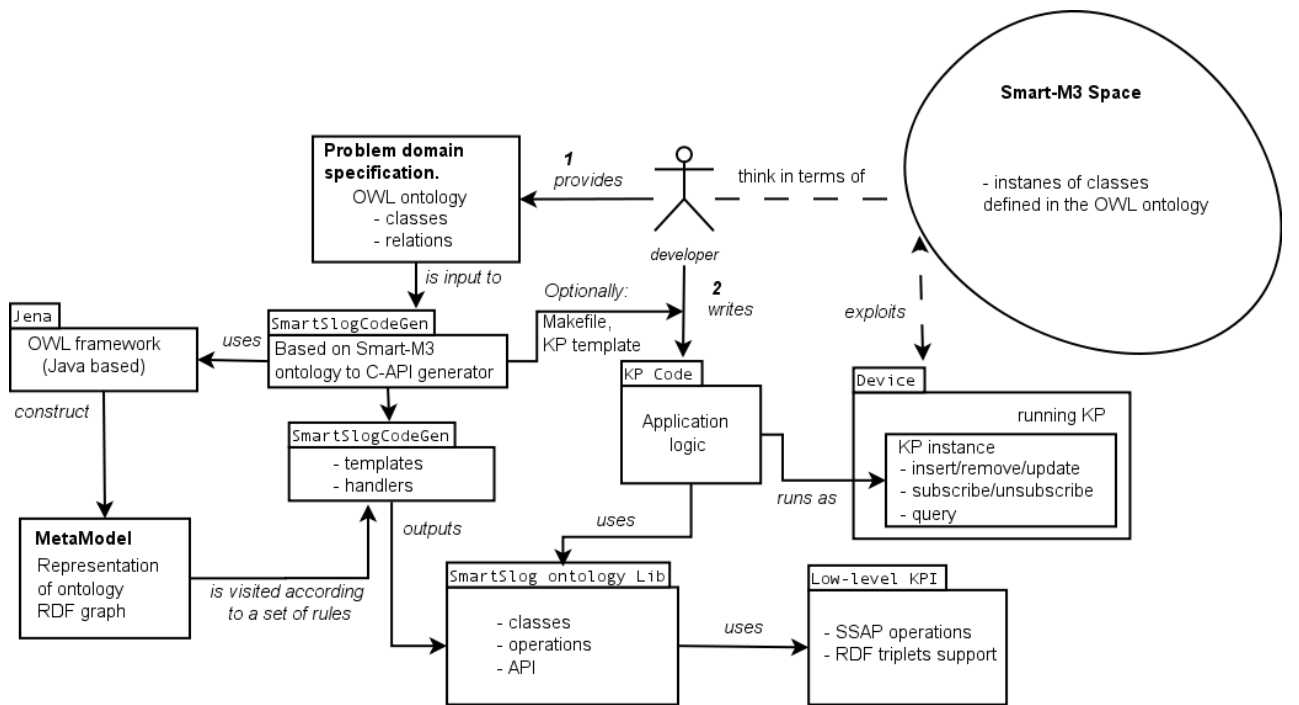 Smart-M3 Space
- instanes of classes
defined in the OWL ontology
Problem domain
specification.
OWL ontology
- classes
- relations
1
provides
think in terms of
developer
is input to
2
writes
Optionally:
Makefile,
KP template
exploits
Jena
OWL framework
(Java based)
uses
SmartSlogCodeGen
Based on Smart-M3
ontology to C-API generator
construct
SmartSlogCodeGen
- templates
- handlers
KP Code
Application
logic
runs as
Device
running KP
KP instance
- insert/remove/update
- subscribe/unsubscribe
- query
MetaModel
Representation
of ontology
RDF graph
is visited according
to a set of rules
outputs
uses
SmartSlog ontology Lib
- classes
- operations
- API
uses
Low-level KPI
- SSAP operations
- RDF triplets support